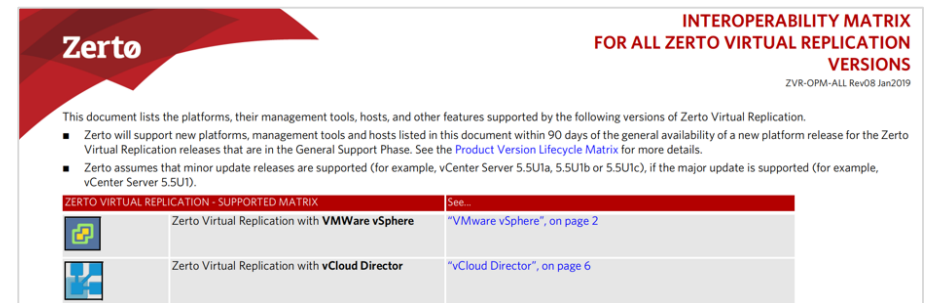 Zerto
INTEROPERABILITY MATRIX
FOR ALL ZERTO VIRTUAL REPLICATION
VERSIONS
ZVR-OPM-ALL Rev08 Jan2019
This document lists the platforms, their management tools, hosts, and other features supported by the following versions of Zerto Virtual Replication.
■ Zerto will support new platforms, management tools and hosts listed in this document within 90 days of the general availability of a new platform release for the Zerto
Virtual Replication releases that are in the General Support Phase. See the Product Version Lifecycle Matrix for more details.
■ Zerto assumes that minor update releases are supported (for example, vCenter Server 5.5U1a, 5.5U1b or 5.5U1c), if the major update is supported (for example,
vCenter Server 5.5U1).
ZERTO VIRTUAL REPLICATION - SUPPORTED MATRIX See...
Zerto Virtual Replication with VMWare vSphere "VMware vSphere", on page 2
Zerto Virtual Replication with vCloud Director "vCloud Director", on page 6